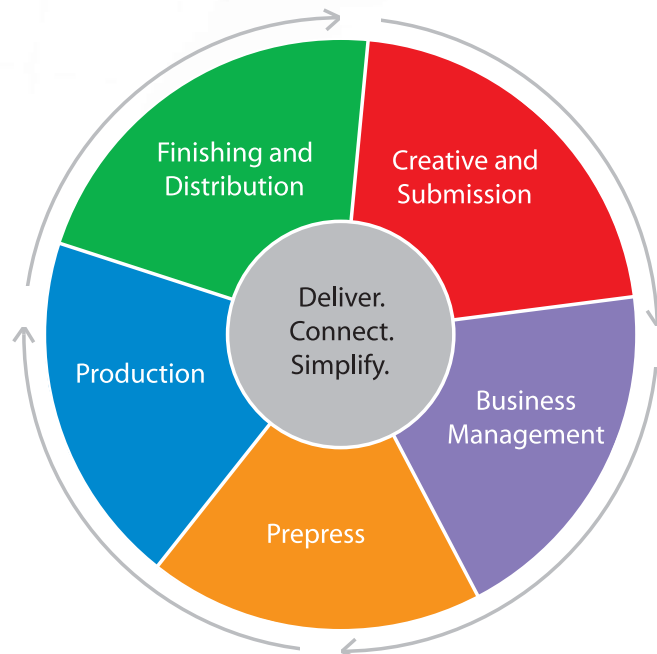 Finishing and
Distribution
Creative and
Submission
Deliver.
Connect.
Simplify.
Production
Business
Management
Prepress